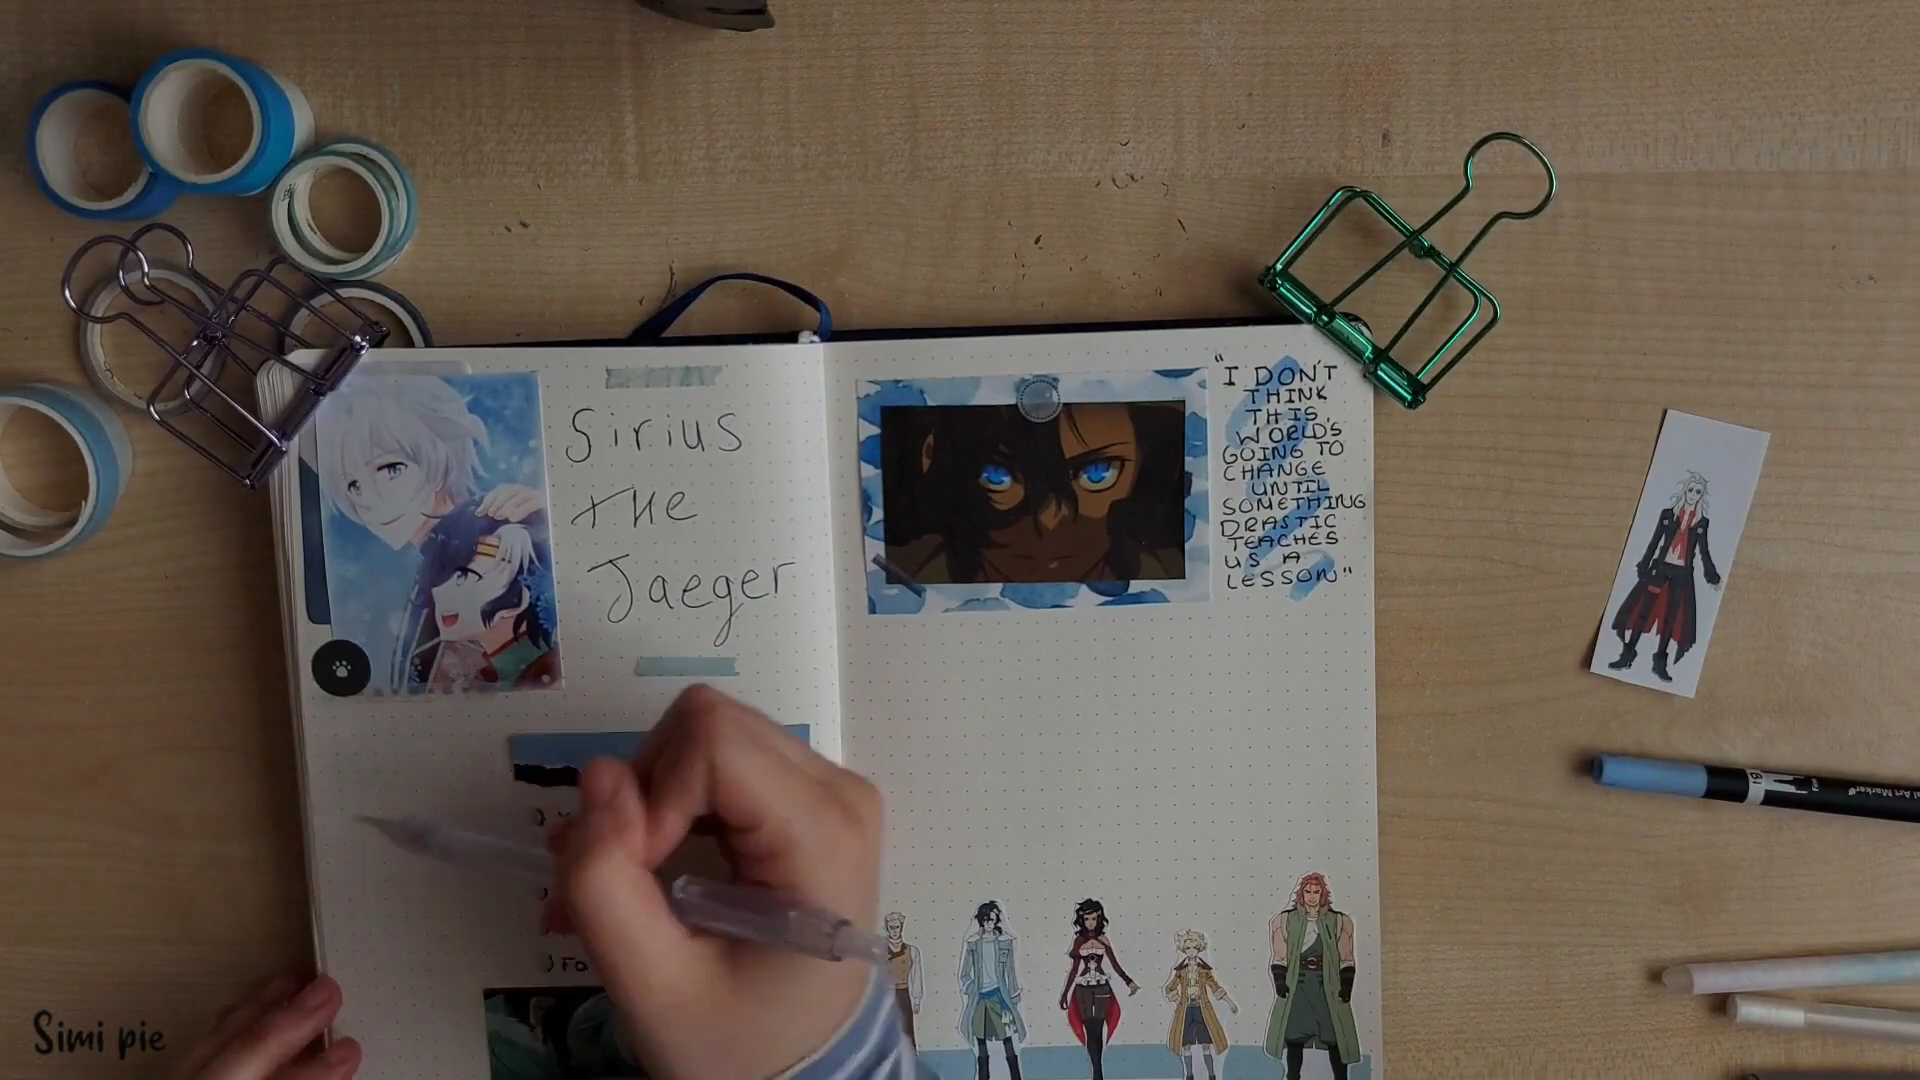 Sirius
the
Jaeger
"I DON'T
THINK
THIS
WORLD'S
GOING TO
CHANGE
UNTIL
SOMETHING
DRASTIC
TEACHES
US A
LESSON"
Simi pie